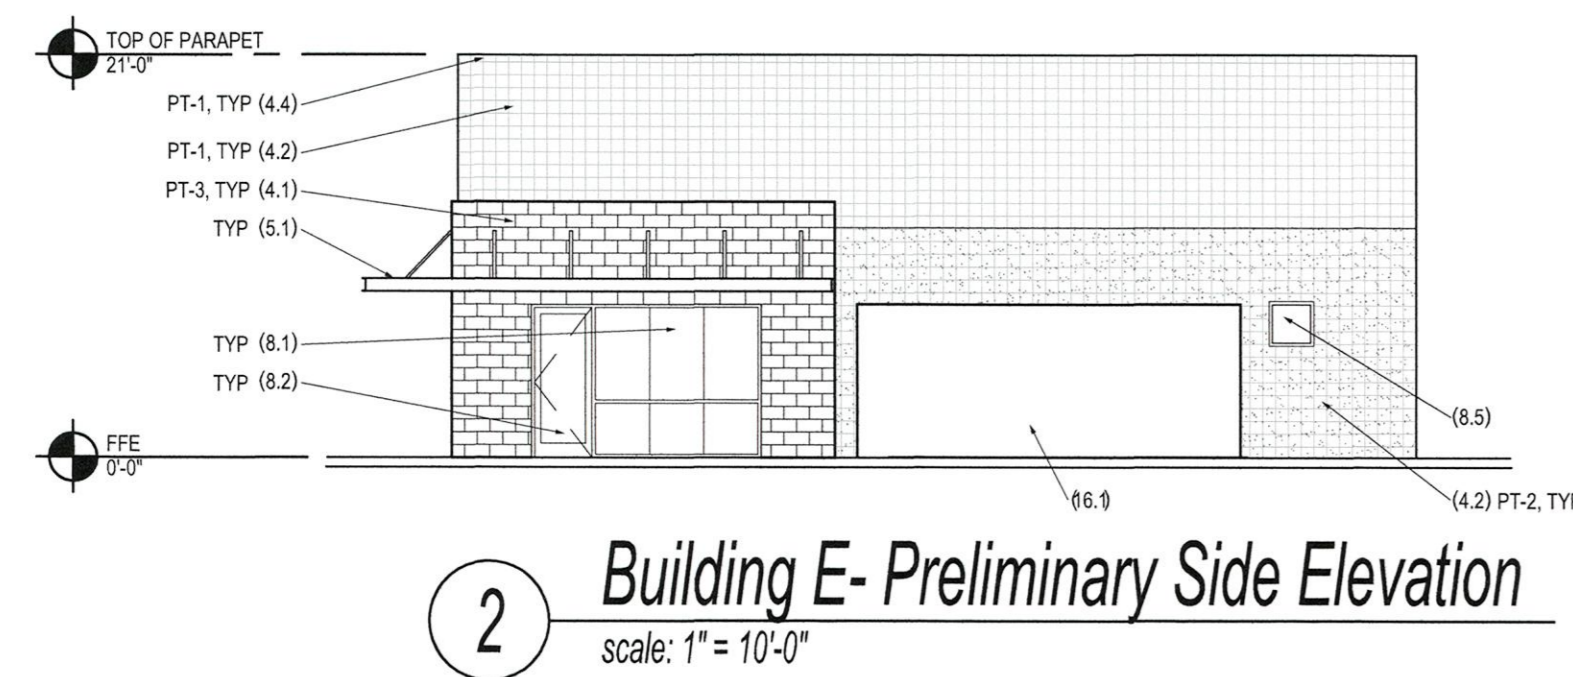 TOP OF PARAPET
21'-0"
PT-1, TYP (4.4)
PT-1, TYP (4.2)
PT-3, TYP (4.1)
TYP (5.1)
TYP (8.1)
TYP (8.2)
FFE
0'-0"
(8.5)
(16.1)
(4.2) PT-2, TYP
2
Building E- Preliminary Side Elevation
scale: 1" = 10'-0"